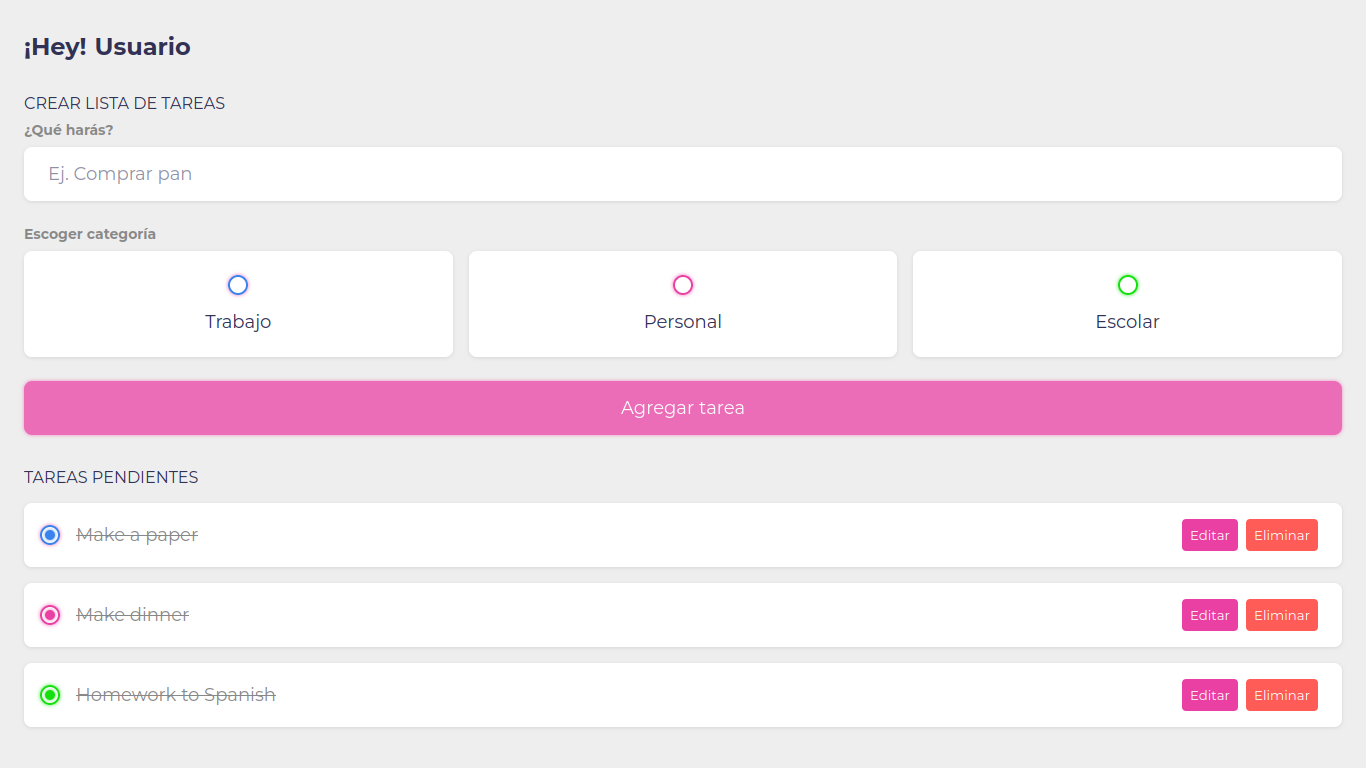 ¡Hey! Usuario
CREAR LISTA DE TAREAS
¿Qué harás?
Ej. Comprar pan
Escoger categoría
Trabajo
Personal
Escolar
Agregar tarea
TAREAS PENDIENTES
Make a paper
Editar
Eliminar
Make dinner
Editar
Eliminar
Homework to Spanish
Editar
Eliminar